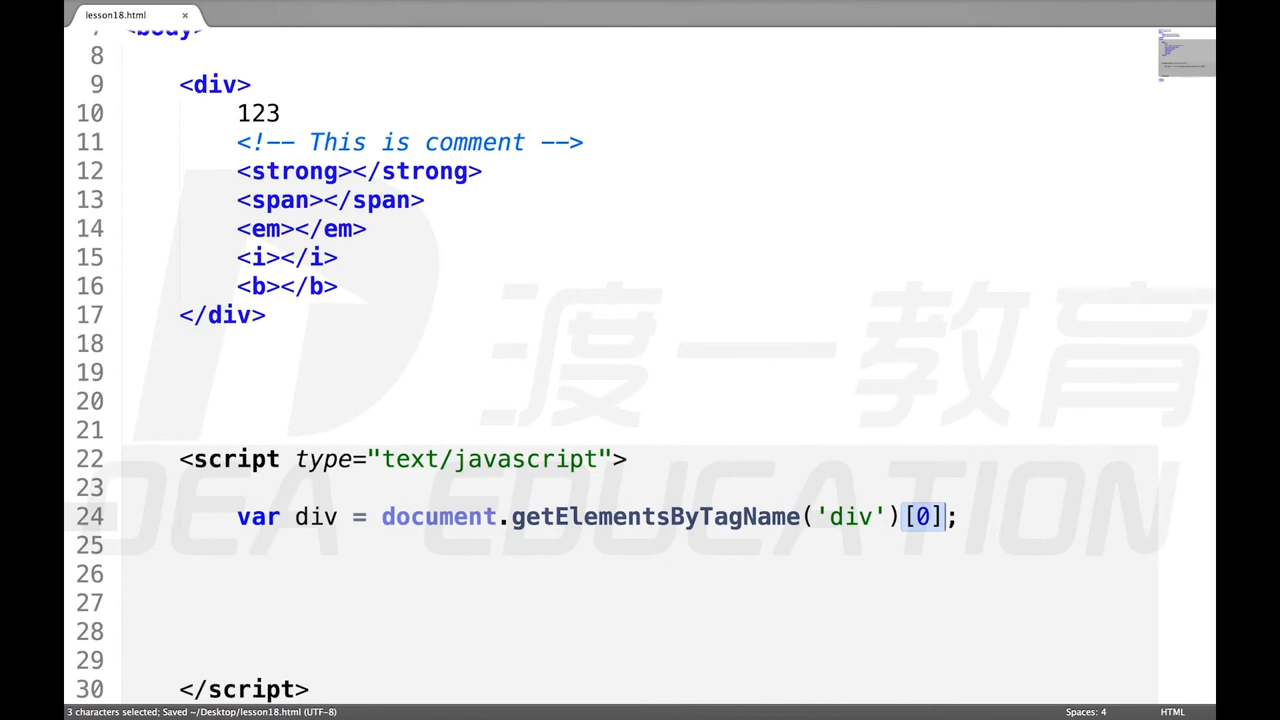 lesson18.html ×
7 <body>
8
9 <div>
10 123
11 <!-- This is comment -->
12 <strong></strong>
13 <span></span>
14 <em></em>
15 <i></i>
16 <b></b>
17 </div>
18
19
20
21
22 <script type="text/javascript">
23
24 var div = document.getElementsByTagName('div')[0];
25
26
27
28
29
30 </script>
渡一教育
DEA EDUCATION
3 characters selected; Saved ~/Desktop/lesson18.html (UTF-8) Spaces: 4 HTML